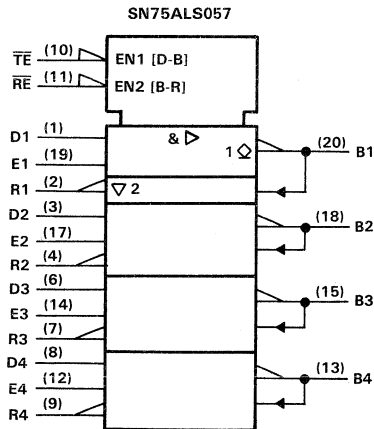 SN75ALS057
TE (10) EN1 [D-B]
RE (11) EN2 [B-R]
D1 (1) & ▷
1 (20) B1
E1 (19)
R1 (2) ▽ 2
D2 (3)
(18) B2
E2 (17)
R2 (4)
D3 (6)
(15) B3
E3 (14)
R3 (7)
D4 (8)
(13) B4
E4 (12)
R4 (9)